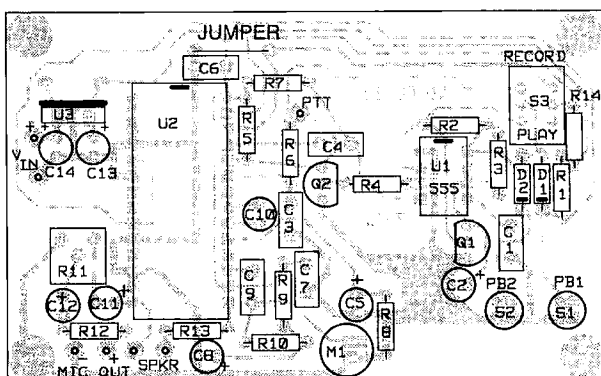 JUMPER
RECORD
C6
R7
S3
R14
U3
U2
PTT
R5
R2
PLAY
C4
R6
U1
555
R3
VIN
C14
C13
Q2
R4
D2
D1
R1
C10
C3
Q1
C1
R11
C9
R9
C7
C2
PB2
PB1
C12
C11
C5
S2
S1
R12
R13
R8
R10
M1
C8
MIC OUT SPKR
- +
+